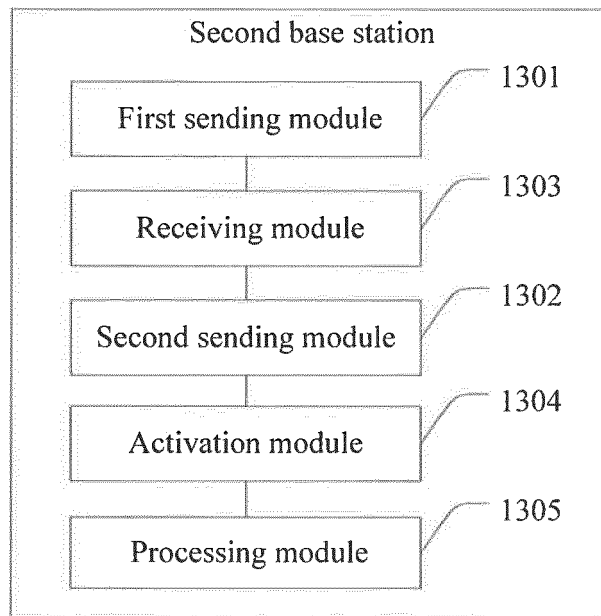 Second base station
First sending module
1301
Receiving module
1303
Second sending module
1302
Activation module
1304
Processing module
1305